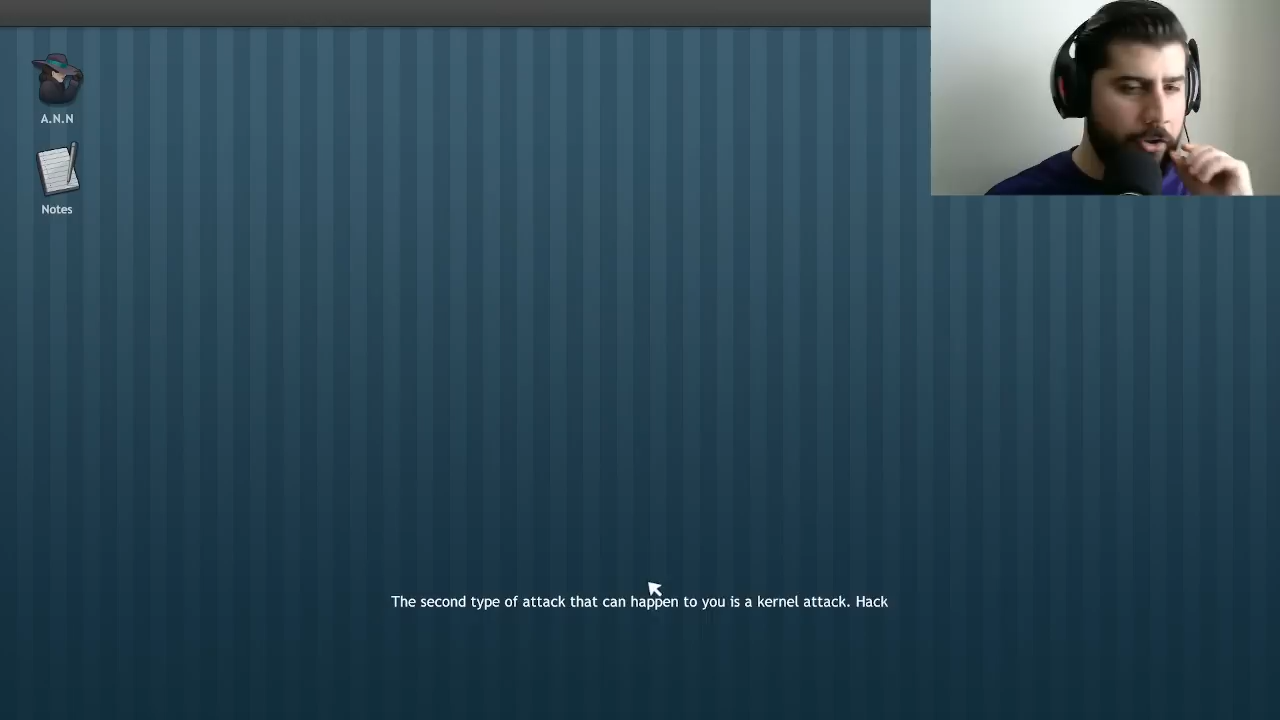 A.N.N
Notes
The second type of attack that can happen to you is a kernel attack. Hack